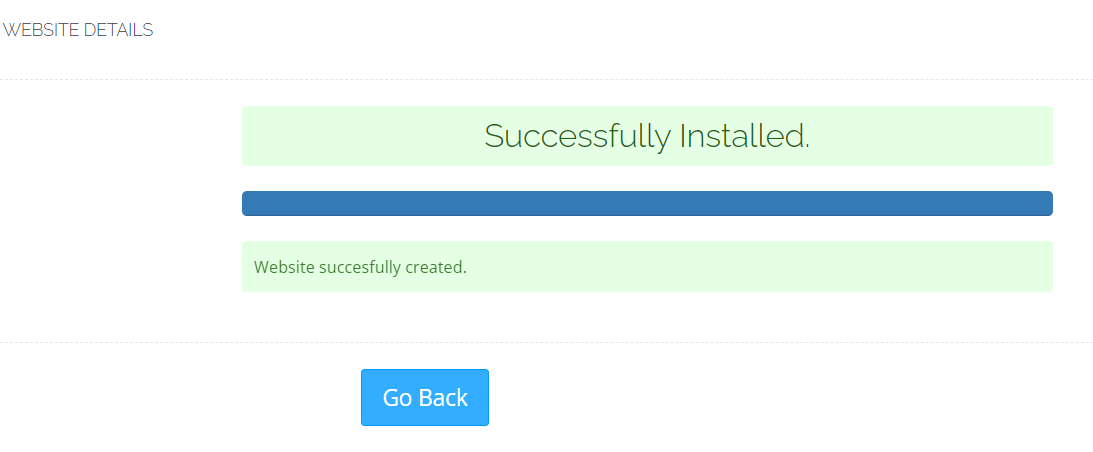 WEBSITE DETAILS
Successfully Installed.
Website succesfully created.
Go Back